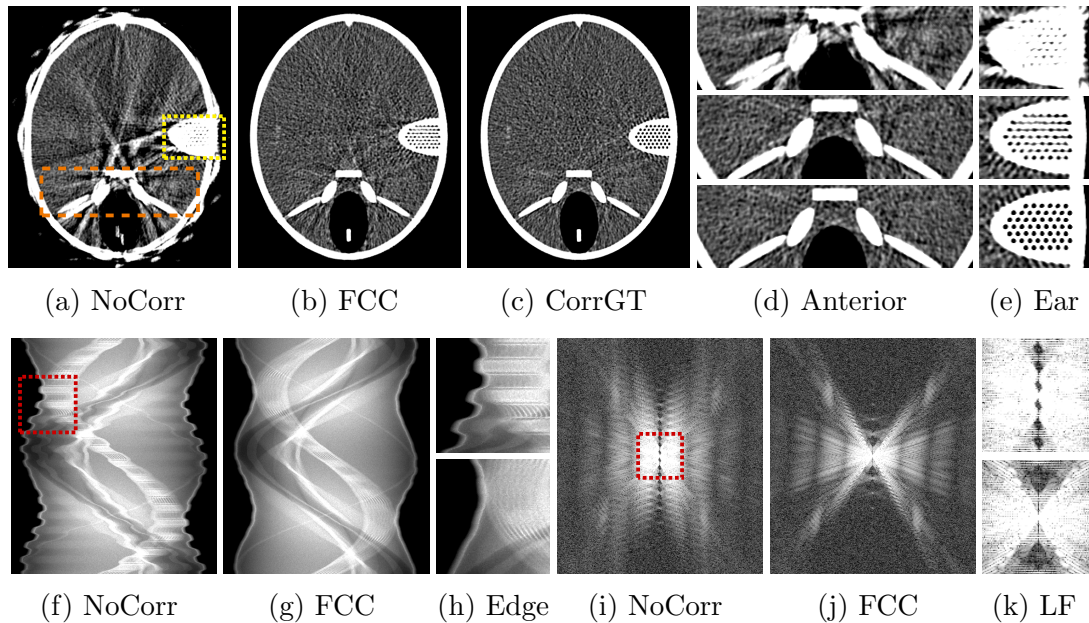 (a) NoCorr
(b) FCC
(c) CorrGT
(d) Anterior
(e) Ear
(f) NoCorr
(g) FCC
(h) Edge
(i) NoCorr
(j) FCC
(k) LF